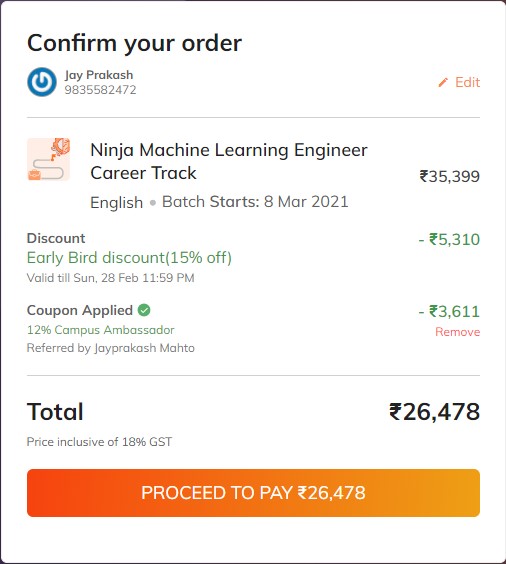 Confirm your order
Jay Prakash
9835582472
Edit
Ninja Machine Learning Engineer
Career Track
₹35,399
English • Batch Starts: 8 Mar 2021
Discount
- ₹5,310
Early Bird discount(15% off)
Valid till Sun, 28 Feb 11:59 PM
Coupon Applied
- ₹3,611
12% Campus Ambassador
Remove
Referred by Jayprakash Mahto
Total
₹26,478
Price inclusive of 18% GST
PROCEED TO PAY ₹26,478